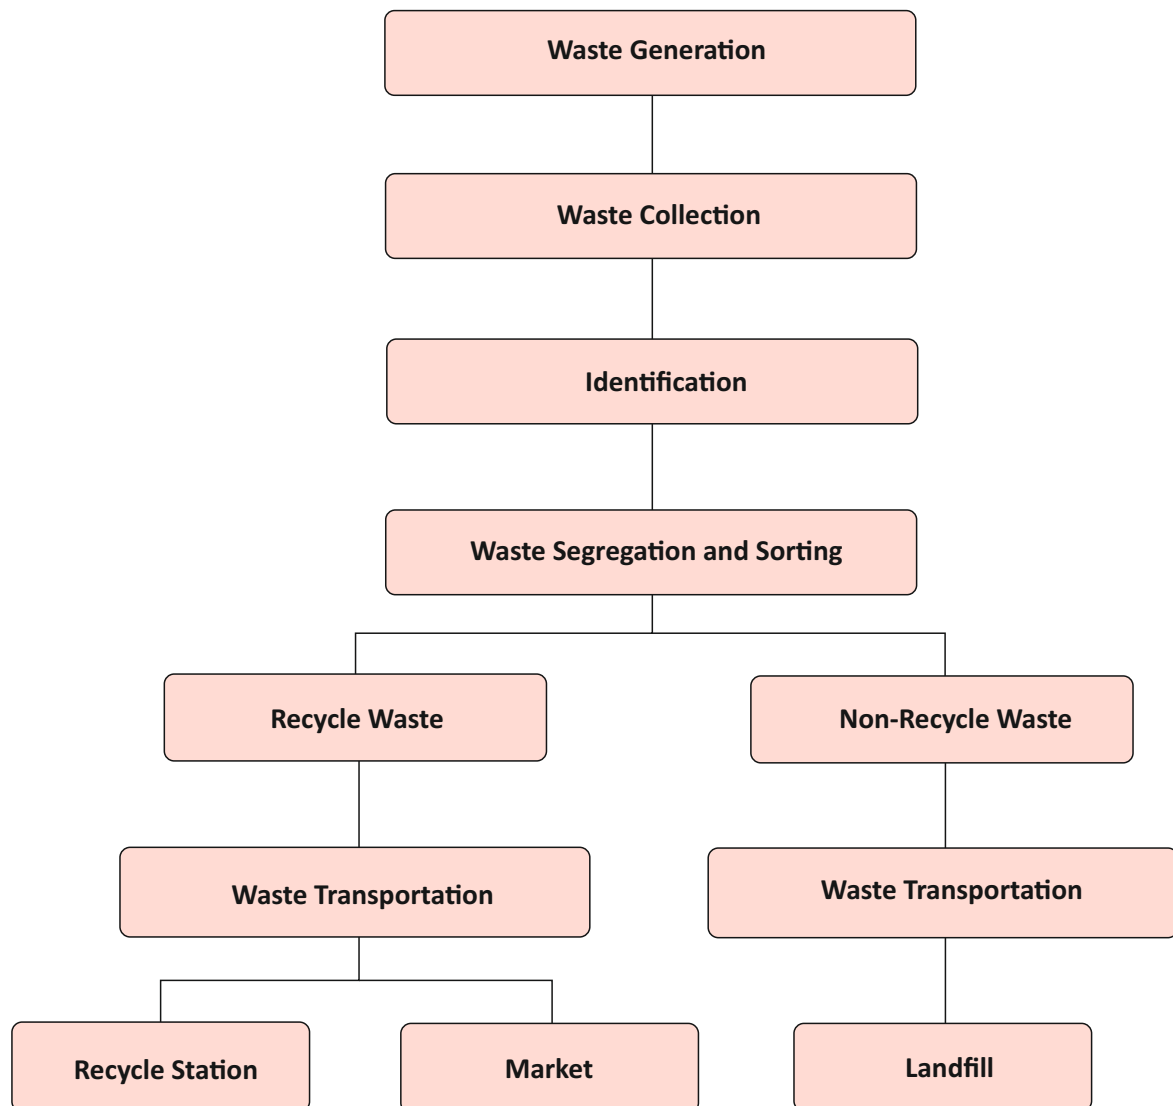 Waste Generation
Waste Collection
Identification
Waste Segregation and Sorting
Recycle Waste
Non-Recycle Waste
Waste Transportation
Waste Transportation
Recycle Station
Market
Landfill